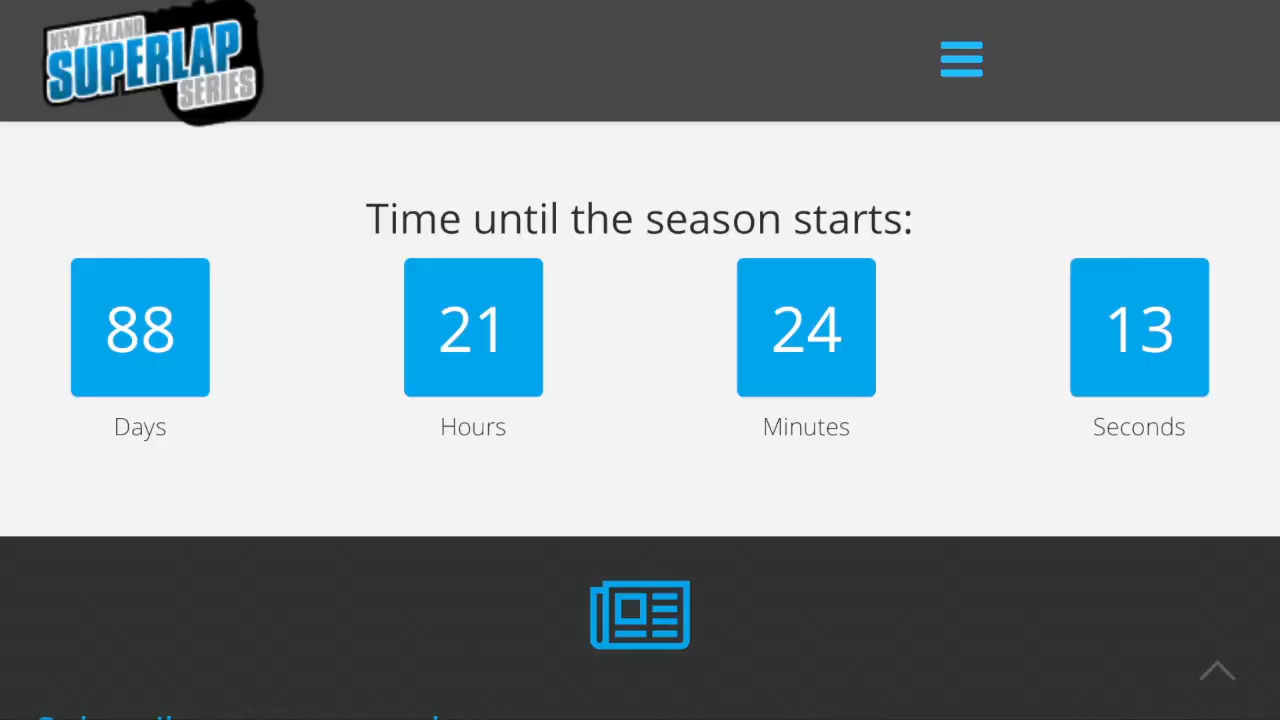 NEW ZEALAND
SUPERLAP
SERIES
Time until the season starts:
88
21
24
13
Days
Hours
Minutes
Seconds